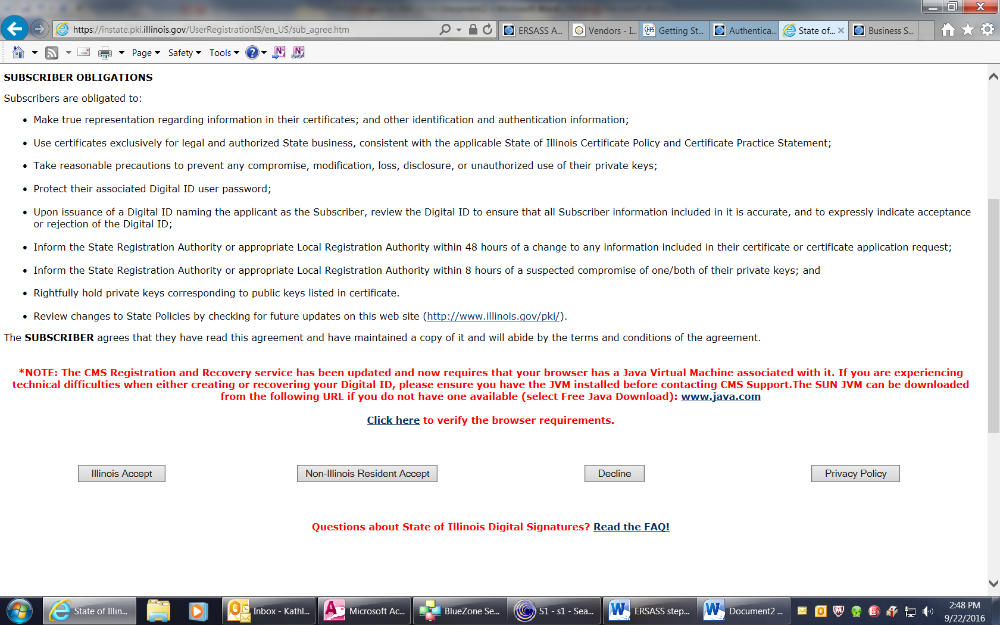 https://instate.pki.illinois.gov/UserRegistrationIS/en_US/sub_agree.htm
ERSASS A...
Vendors - I...
Getting St...
Authentica...
State of...
Business S...
Page
Safety
Tools
SUBSCRIBER OBLIGATIONS
Subscribers are obligated to:
• Make true representation regarding information in their certificates; and other identification and authentication information;
• Use certificates exclusively for legal and authorized State business, consistent with the applicable State of Illinois Certificate Policy and Certificate Practice Statement;
• Take reasonable precautions to prevent any compromise, modification, loss, disclosure, or unauthorized use of their private keys;
• Protect their associated Digital ID user password;
• Upon issuance of a Digital ID naming the applicant as the Subscriber, review the Digital ID to ensure that all Subscriber information included in it is accurate, and to expressly indicate acceptance
or rejection of the Digital ID;
• Inform the State Registration Authority or appropriate Local Registration Authority within 48 hours of a change to any information included in their certificate or certificate application request;
• Inform the State Registration Authority or appropriate Local Registration Authority within 8 hours of a suspected compromise of one/both of their private keys; and
• Rightfully hold private keys corresponding to public keys listed in certificate.
• Review changes to State Policies by checking for future updates on this web site (http://www.illinois.gov/pki/).
The SUBSCRIBER agrees that they have read this agreement and have maintained a copy of it and will abide by the terms and conditions of the agreement.
*NOTE: The CMS Registration and Recovery service has been updated and now requires that your browser has a Java Virtual Machine associated with it. If you are experiencing
technical difficulties when either creating or recovering your Digital ID, please ensure you have the JVM installed before contacting CMS Support.The SUN JVM can be downloaded
from the following URL if you do not have one available (select Free Java Download): www.java.com
Click here to verify the browser requirements.
Illinois Accept
Non-Illinois Resident Accept
Decline
Privacy Policy
Questions about State of Illinois Digital Signatures? Read the FAQ!
State of Illin...
Inbox - Kathl...
Microsoft Ac...
BlueZone Se...
S1 - s1 - Sea...
ERSASS step...
Document2 ...
2:48 PM
9/22/2016